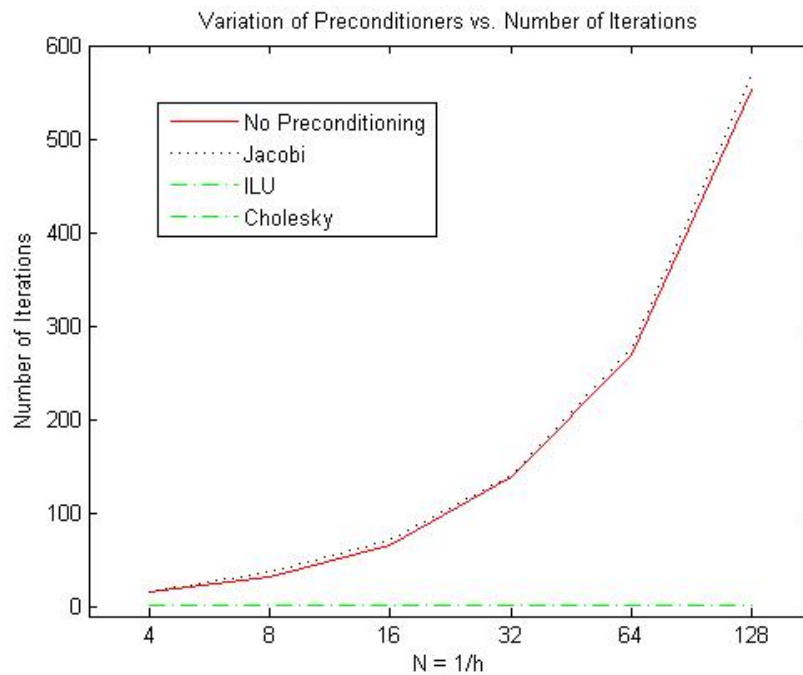 Variation of Preconditioners vs. Number of Iterations
600
500
400
300
200
100
0
Number of Iterations
No Preconditioning
Jacobi
ILU
Cholesky
4 8 16 32 64 128
N = 1/h